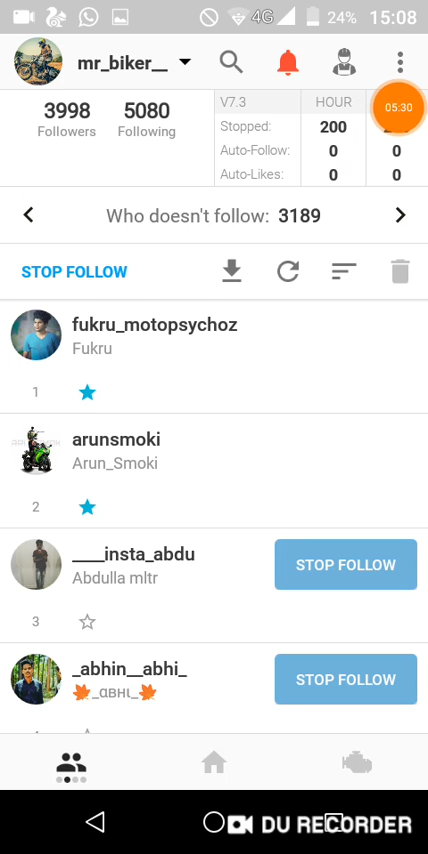 4G 24% 15:08
mr_biker__
3998 5080
Followers Following
V7.3 HOUR
Stopped: 200
Auto-Follow: 0 0
Auto-Likes: 0 0
05:30
Who doesn't follow: 3189
STOP FOLLOW
fukru_motopsychoz
Fukru
1
arunsmoki
Arun_Smoki
2
____insta_abdu
Abdulla mltr
STOP FOLLOW
3
_abhin__abhi_
🍁_αвнι_🍁
STOP FOLLOW
DU RECORDER